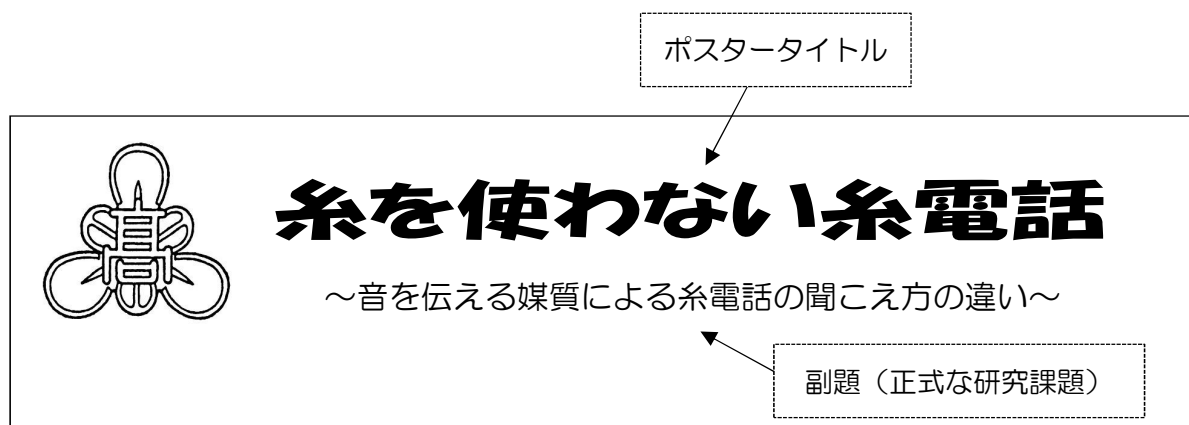 ポスタータイトル
高
糸を使わない糸電話
～音を伝える媒質による糸電話の聞こえ方の違い～
副題（正式な研究課題）